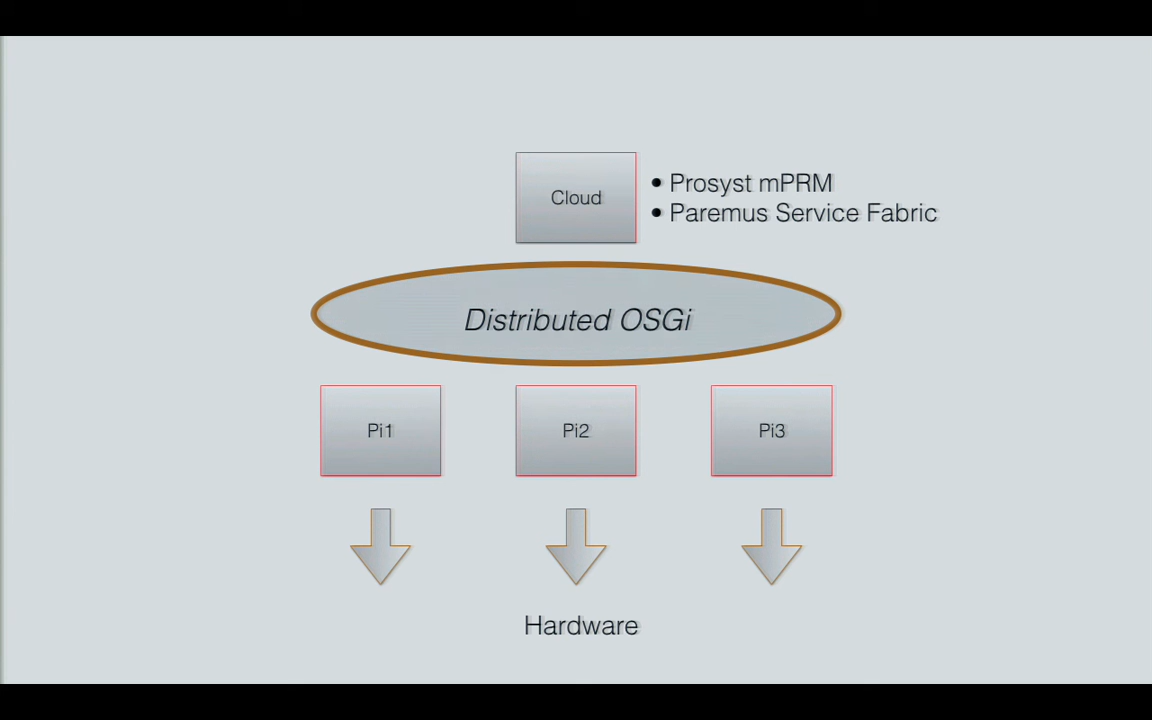 Cloud
• Prosyst mPRM
• Paremus Service Fabric
Distributed OSGi
Pi1
Pi2
Pi3
Hardware